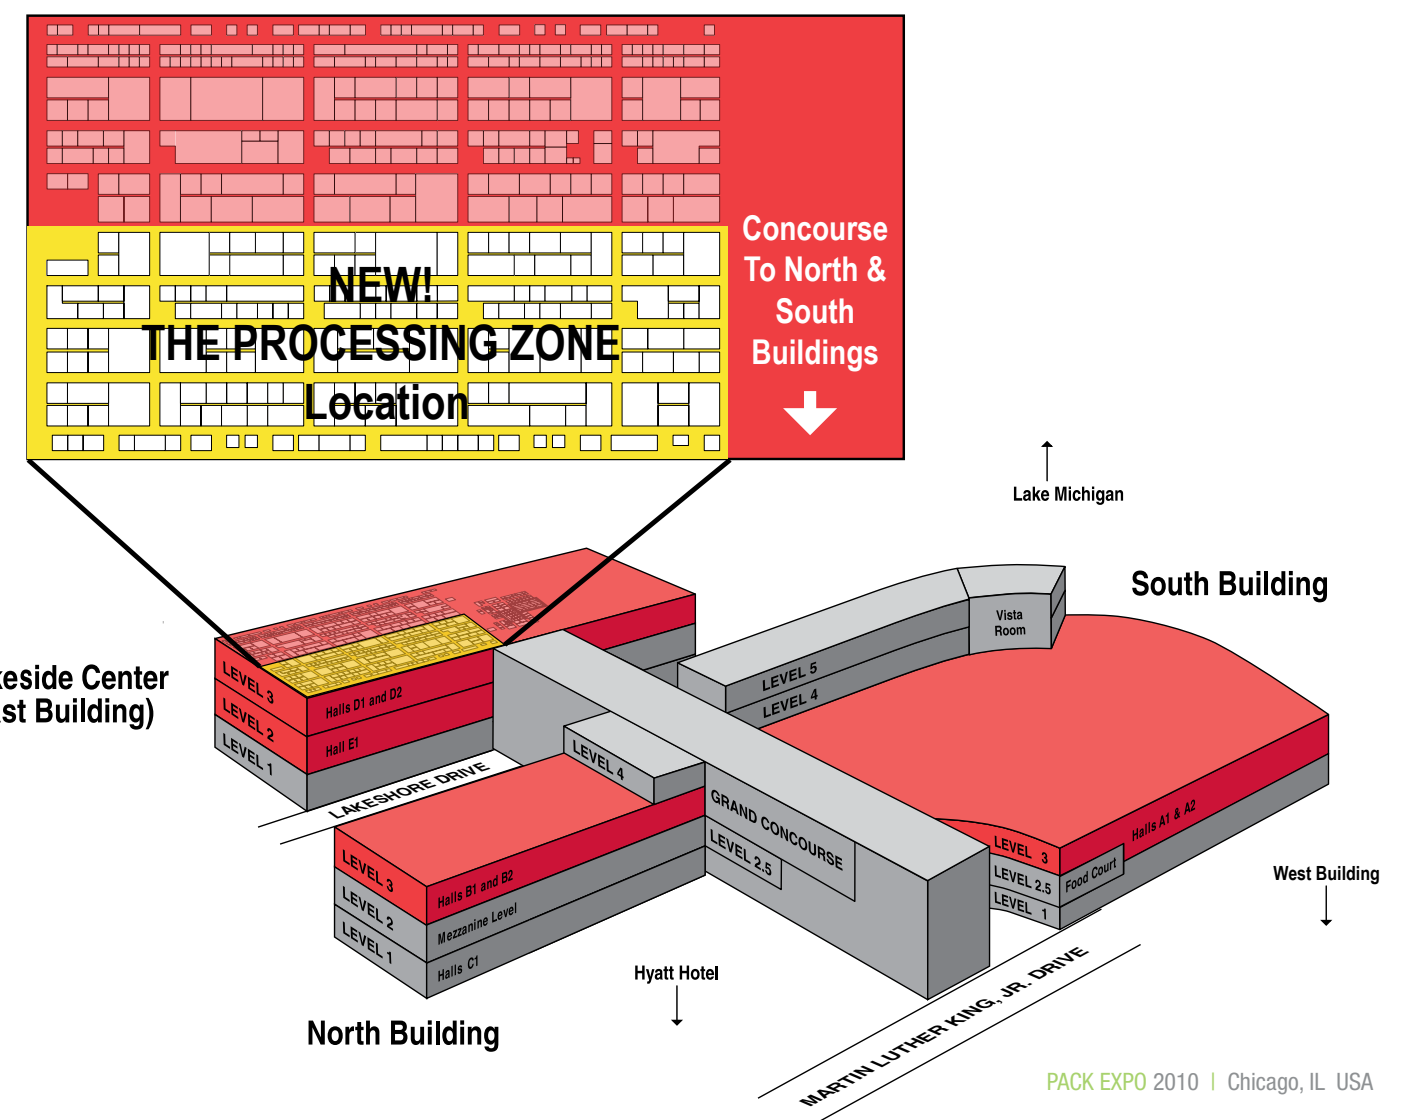 Concourse
To North &
South
Buildings
NEW!
THE PROCESSING ZONE
Location
Lake Michigan
South Building
Vista
Room
LEVEL 5
LEVEL 4
Center
Building)
LEVEL 3
Halls D1 and D2
LEVEL 2
Hall E1
LEVEL 1
LAKESHORE DRIVE
LEVEL 4
GRAND CONCOURSE
LEVEL 2.5
LEVEL 3
Halls B1 and B2
LEVEL 2
Mezzanine Level
LEVEL 1
Halls C1
North Building
Halls A1 & A2
LEVEL 3
LEVEL 2.5
Food Court
LEVEL 1
West Building
Hyatt Hotel
MARTIN LUTHER KING, JR. DRIVE
PACK EXPO 2010 | Chicago, IL USA